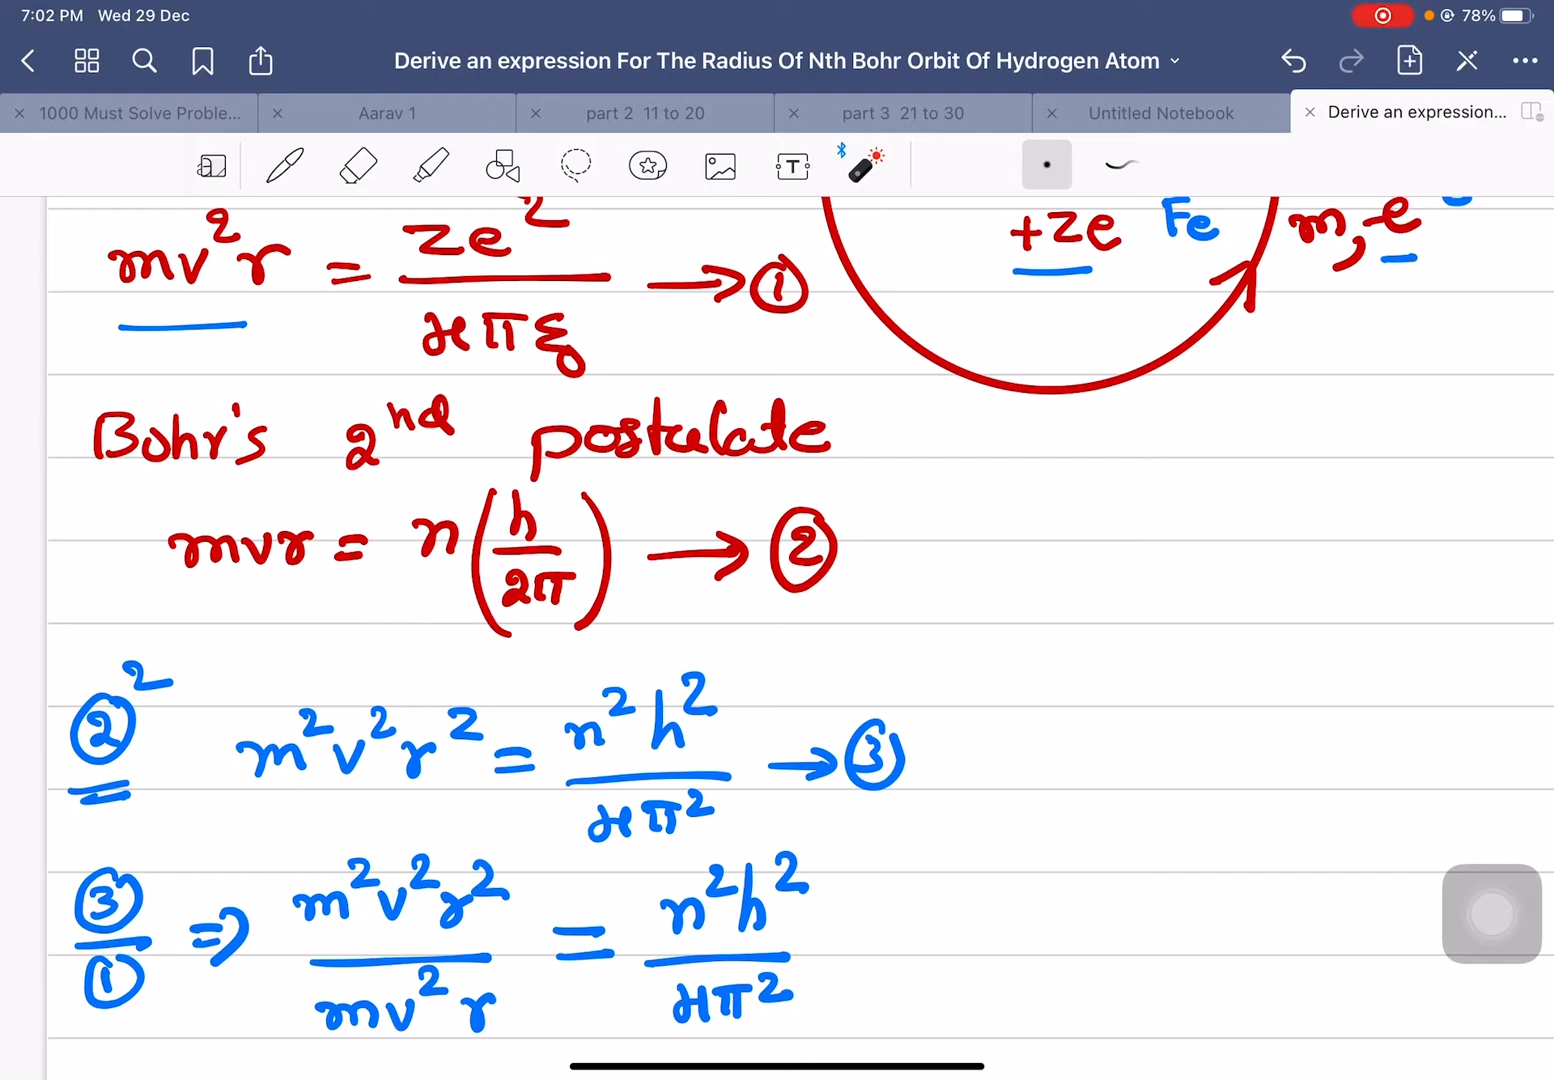 7:02 PM Wed 29 Dec
78%
Derive an expression For The Radius Of Nth Bohr Orbit Of Hydrogen Atom
1000 Must Solve Proble...
Aarav 1
part 2 11 to 20
part 3 21 to 30
Untitled Notebook
Derive an expression...
mv²r = ze² / 4πε₀ → ①
+ze Fe m, -e
Bohr's 2nd postulate
mvr = n(h/2π) → ②
②² m²v²r² = n²h² / 4π² → ③
③/① ⇒ m²v²r² / mv²r = n²h² / 4π²